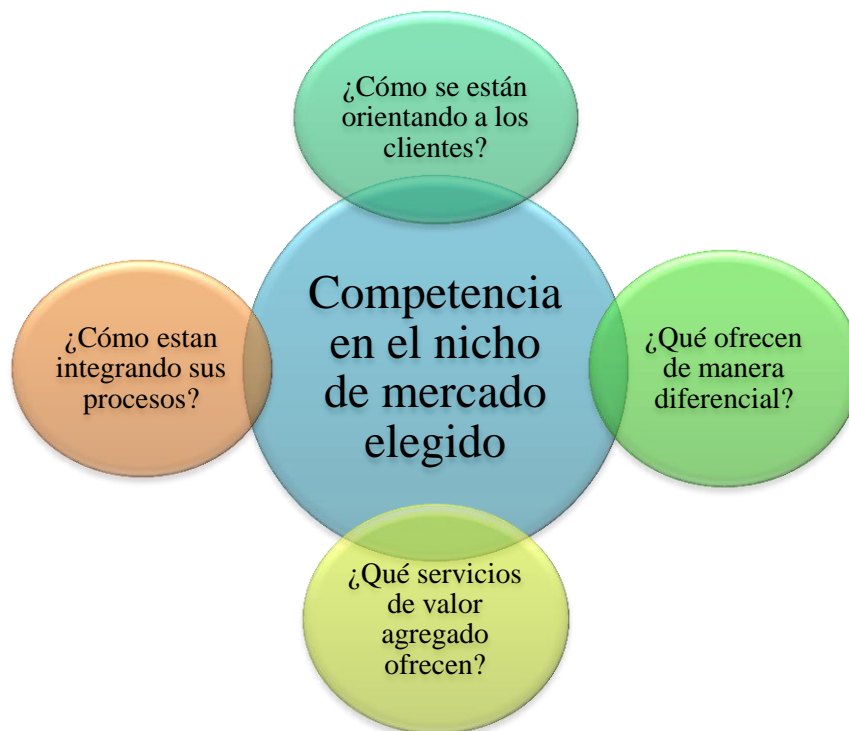 ¿Cómo se están
orientando a los
clientes?
Competencia
en el nicho
de mercado
elegido
¿Cómo estan
integrando sus
procesos?
¿Qué ofrecen
de manera
diferencial?
¿Qué servicios
de valor
agregado
ofrecen?